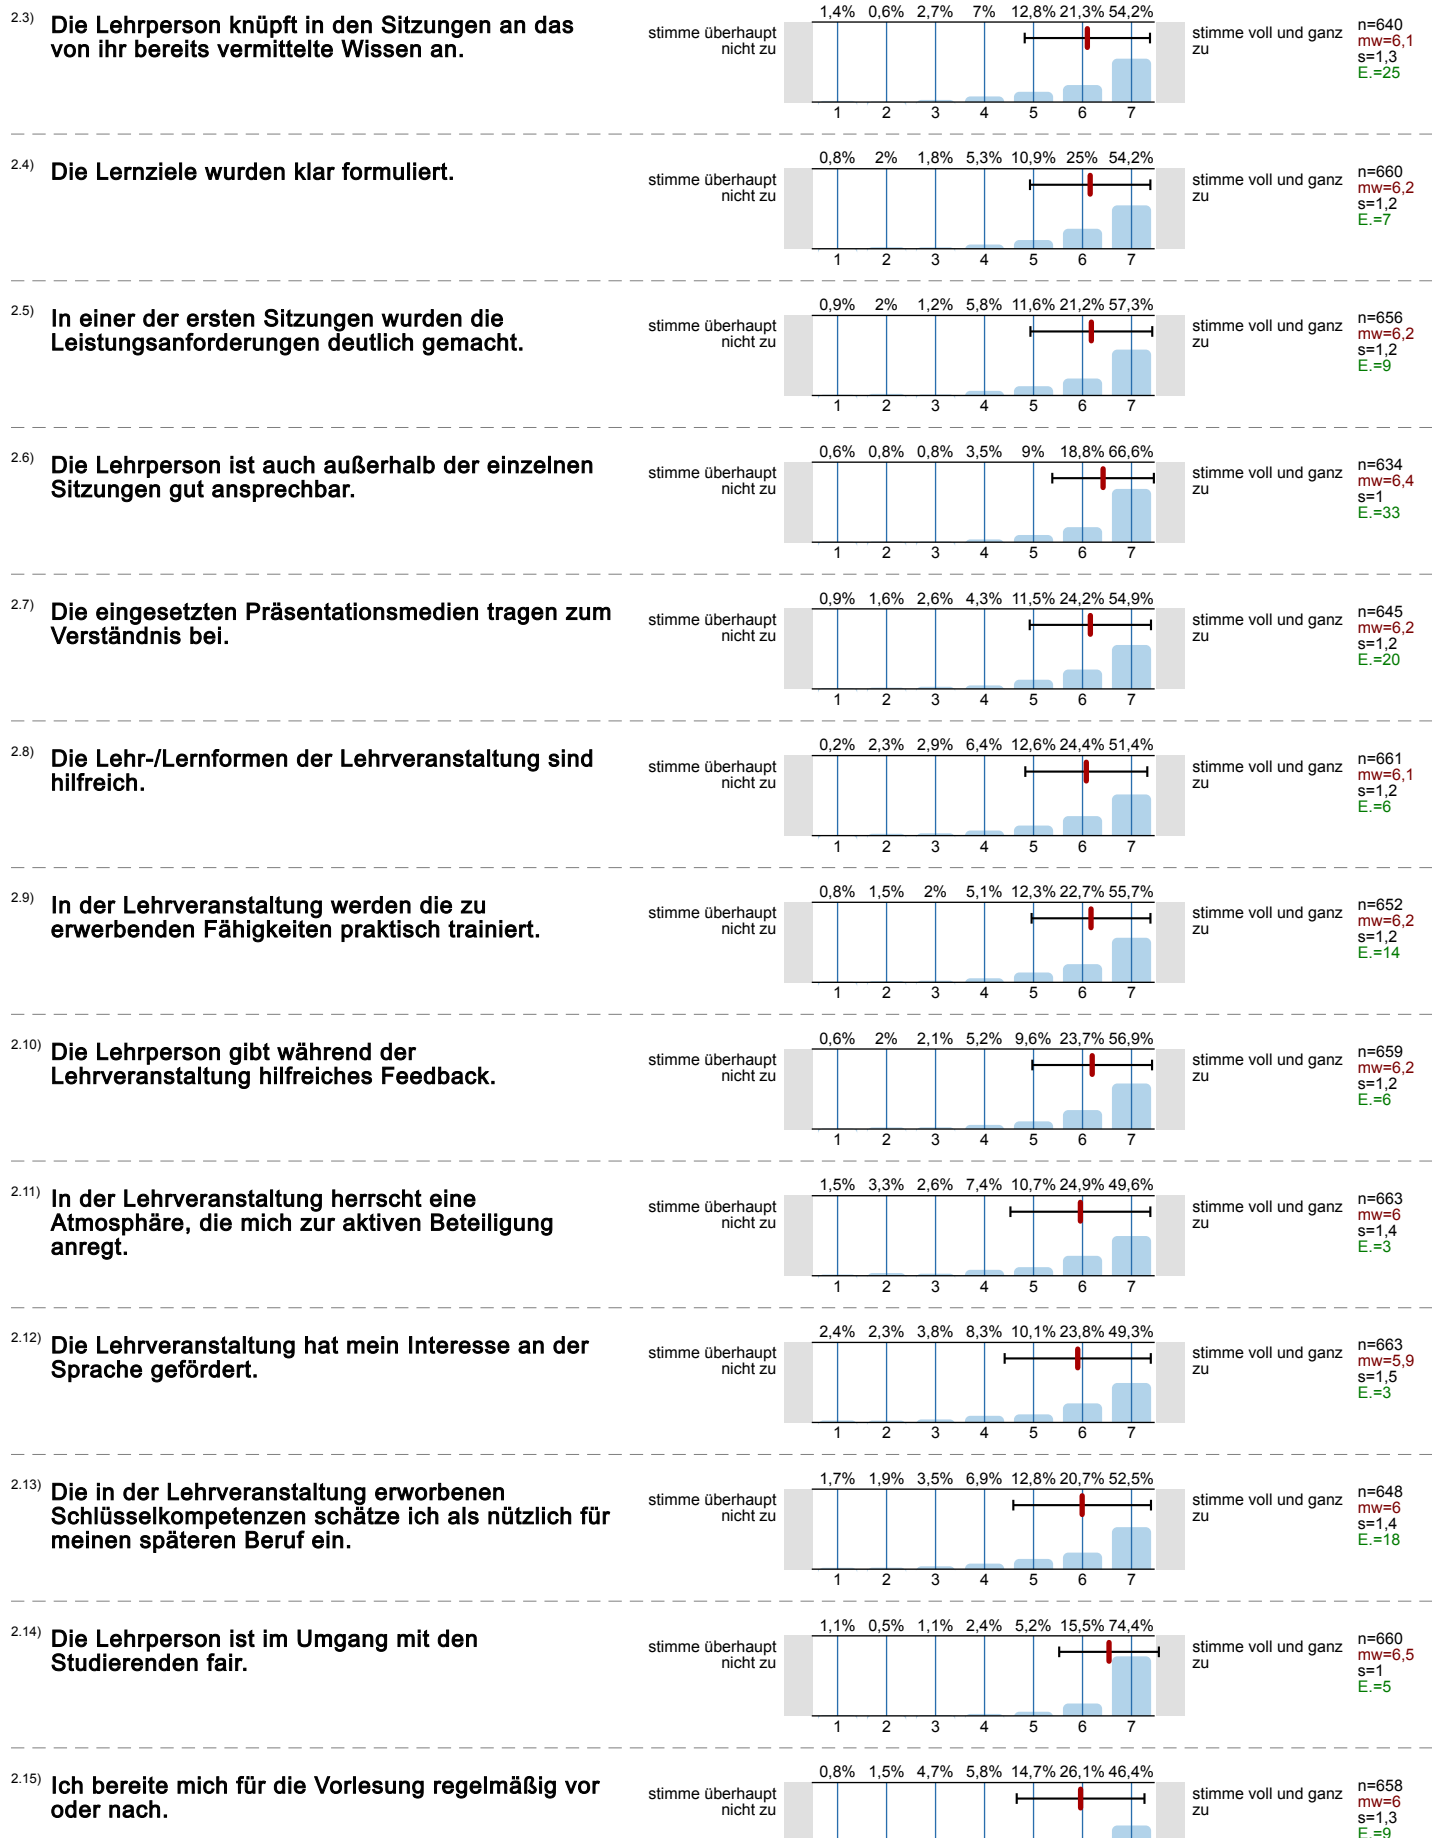 2.3) Die Lehrperson knüpft in den Sitzungen an das
von ihr bereits vermittelte Wissen an.
stimme überhaupt
nicht zu
1,4% 0,6% 2,7% 7% 12,8% 21,3% 54,2%
1 2 3 4 5 6 7
stimme voll und ganz
zu
n=640
mw=6,1
s=1,3
E.=25
2.4) Die Lernziele wurden klar formuliert.
stimme überhaupt
nicht zu
0,8% 2% 1,8% 5,3% 10,9% 25% 54,2%
1 2 3 4 5 6 7
stimme voll und ganz
zu
n=660
mw=6,2
s=1,2
E.=7
2.5) In einer der ersten Sitzungen wurden die
Leistungsanforderungen deutlich gemacht.
stimme überhaupt
nicht zu
0,9% 2% 1,2% 5,8% 11,6% 21,2% 57,3%
1 2 3 4 5 6 7
stimme voll und ganz
zu
n=656
mw=6,2
s=1,2
E.=9
2.6) Die Lehrperson ist auch außerhalb der einzelnen
Sitzungen gut ansprechbar.
stimme überhaupt
nicht zu
0,6% 0,8% 0,8% 3,5% 9% 18,8% 66,6%
1 2 3 4 5 6 7
stimme voll und ganz
zu
n=634
mw=6,4
s=1
E.=33
2.7) Die eingesetzten Präsentationsmedien tragen zum
Verständnis bei.
stimme überhaupt
nicht zu
0,9% 1,6% 2,6% 4,3% 11,5% 24,2% 54,9%
1 2 3 4 5 6 7
stimme voll und ganz
zu
n=645
mw=6,2
s=1,2
E.=20
2.8) Die Lehr-/Lernformen der Lehrveranstaltung sind
hilfreich.
stimme überhaupt
nicht zu
0,2% 2,3% 2,9% 6,4% 12,6% 24,4% 51,4%
1 2 3 4 5 6 7
stimme voll und ganz
zu
n=661
mw=6,1
s=1,2
E.=6
2.9) In der Lehrveranstaltung werden die zu
erwerbenden Fähigkeiten praktisch trainiert.
stimme überhaupt
nicht zu
0,8% 1,5% 2% 5,1% 12,3% 22,7% 55,7%
1 2 3 4 5 6 7
stimme voll und ganz
zu
n=652
mw=6,2
s=1,2
E.=14
2.10) Die Lehrperson gibt während der
Lehrveranstaltung hilfreiches Feedback.
stimme überhaupt
nicht zu
0,6% 2% 2,1% 5,2% 9,6% 23,7% 56,9%
1 2 3 4 5 6 7
stimme voll und ganz
zu
n=659
mw=6,2
s=1,2
E.=6
2.11) In der Lehrveranstaltung herrscht eine
Atmosphäre, die mich zur aktiven Beteiligung
anregt.
stimme überhaupt
nicht zu
1,5% 3,3% 2,6% 7,4% 10,7% 24,9% 49,6%
1 2 3 4 5 6 7
stimme voll und ganz
zu
n=663
mw=6
s=1,4
E.=3
2.12) Die Lehrveranstaltung hat mein Interesse an der
Sprache gefördert.
stimme überhaupt
nicht zu
2,4% 2,3% 3,8% 8,3% 10,1% 23,8% 49,3%
1 2 3 4 5 6 7
stimme voll und ganz
zu
n=663
mw=5,9
s=1,5
E.=3
2.13) Die in der Lehrveranstaltung erworbenen
Schlüsselkompetenzen schätze ich als nützlich für
meinen späteren Beruf ein.
stimme überhaupt
nicht zu
1,7% 1,9% 3,5% 6,9% 12,8% 20,7% 52,5%
1 2 3 4 5 6 7
stimme voll und ganz
zu
n=648
mw=6
s=1,4
E.=18
2.14) Die Lehrperson ist im Umgang mit den
Studierenden fair.
stimme überhaupt
nicht zu
1,1% 0,5% 1,1% 2,4% 5,2% 15,5% 74,4%
1 2 3 4 5 6 7
stimme voll und ganz
zu
n=660
mw=6,5
s=1
E.=5
2.15) Ich bereite mich für die Vorlesung regelmäßig vor
oder nach.
stimme überhaupt
nicht zu
0,8% 1,5% 4,7% 5,8% 14,7% 26,1% 46,4%
stimme voll und ganz
zu
n=658
mw=6
s=1,3
E.=9